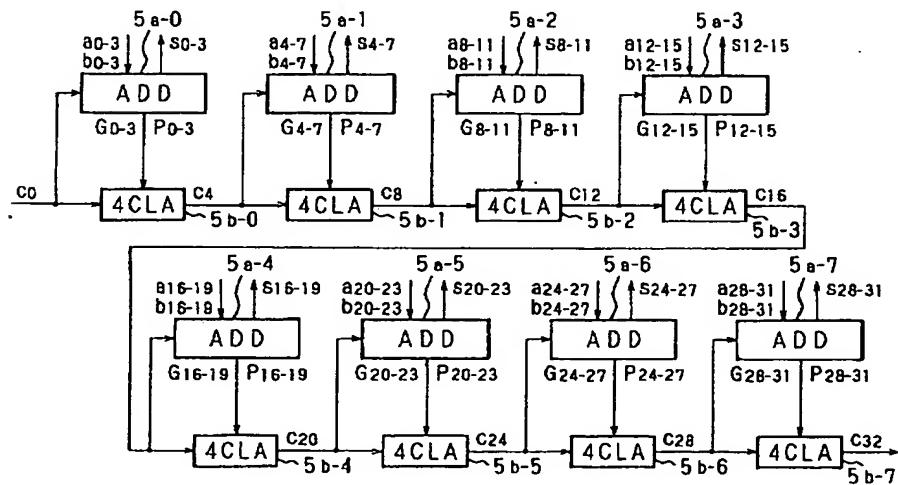 5a-0 5a-1 5a-2 5a-3
a0-3 s0-3 a4-7 s4-7 a8-11 s8-11 a12-15 s12-15
b0-3 b4-7 b8-11 b12-15
ADD ADD ADD ADD
G0-3 P0-3 G4-7 P4-7 G8-11 P8-11 G12-15 P12-15
C0 4CLA C4 4CLA C8 4CLA C12 4CLA C16
5b-0 5b-1 5b-2 5b-3
5a-4 5a-5 5a-6 5a-7
a16-19 s16-19 a20-23 s20-23 a24-27 s24-27 a28-31 s28-31
b16-19 b20-23 b24-27 b28-31
ADD ADD ADD ADD
G16-19 P16-19 G20-23 P20-23 G24-27 P24-27 G28-31 P28-31
4CLA C20 4CLA C24 4CLA C28 4CLA C32
5b-4 5b-5 5b-6 5b-7